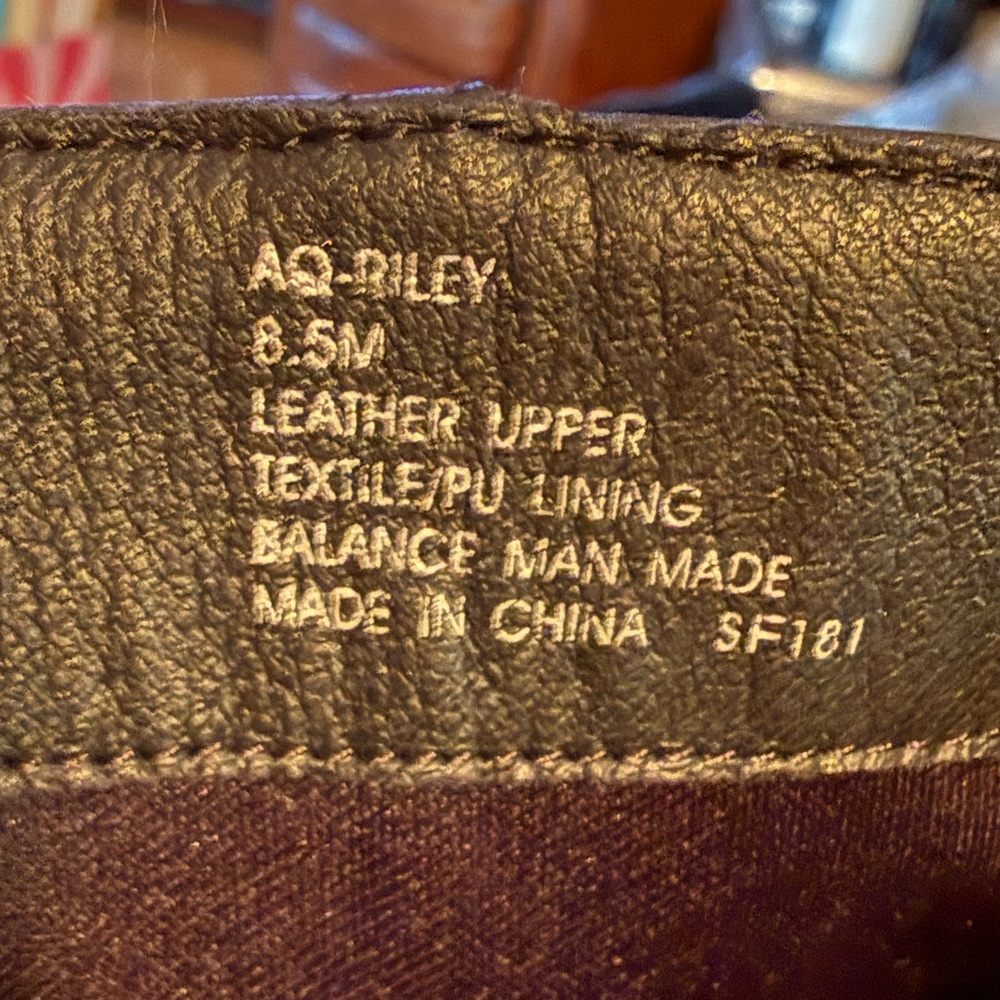 AQ-RILEY
8.5M
LEATHER UPPER
TEXTILE/PU LINING
BALANCE MAN MADE
MADE IN CHINA SF181